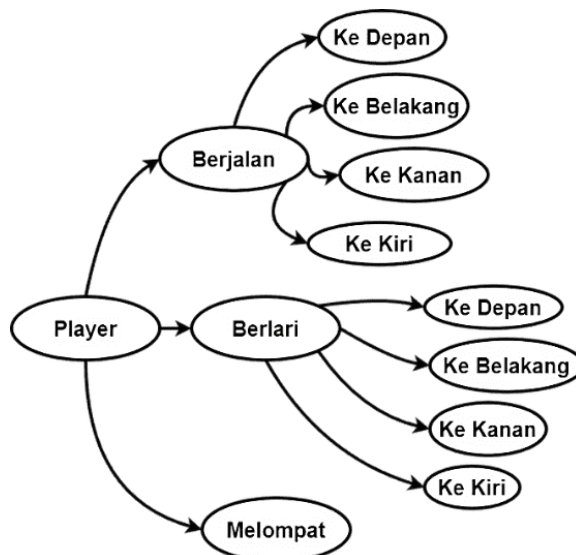 Ke Depan
Ke Belakang
Berjalan
Ke Kanan
Ke Kiri
Player
Berlari
Ke Depan
Ke Belakang
Ke Kanan
Ke Kiri
Melompat